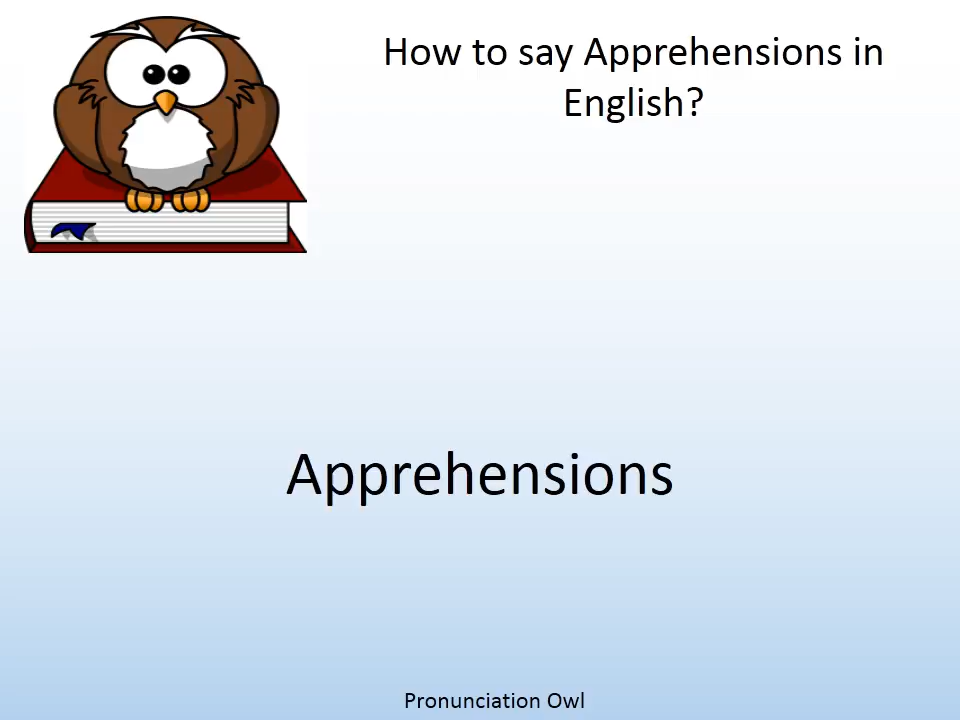 How to say Apprehensions in
English?
Apprehensions
Pronunciation Owl